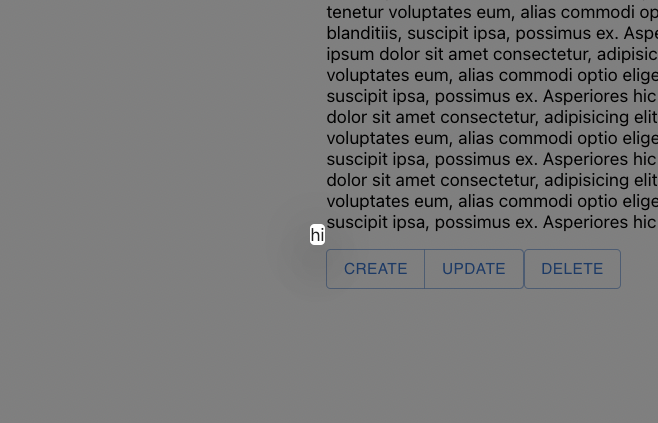 tenetur voluptates eum, alias commodi op
blanditiis, suscipit ipsa, possimus ex. Aspe
ipsum dolor sit amet consectetur, adipisic
voluptates eum, alias commodi optio elige
suscipit ipsa, possimus ex. Asperiores hic
dolor sit amet consectetur, adipisicing elit
voluptates eum, alias commodi optio elige
suscipit ipsa, possimus ex. Asperiores hic
dolor sit amet consectetur, adipisicing elit
voluptates eum, alias commodi optio elige
suscipit ipsa, possimus ex. Asperiores hic
hi
CREATE UPDATE DELETE